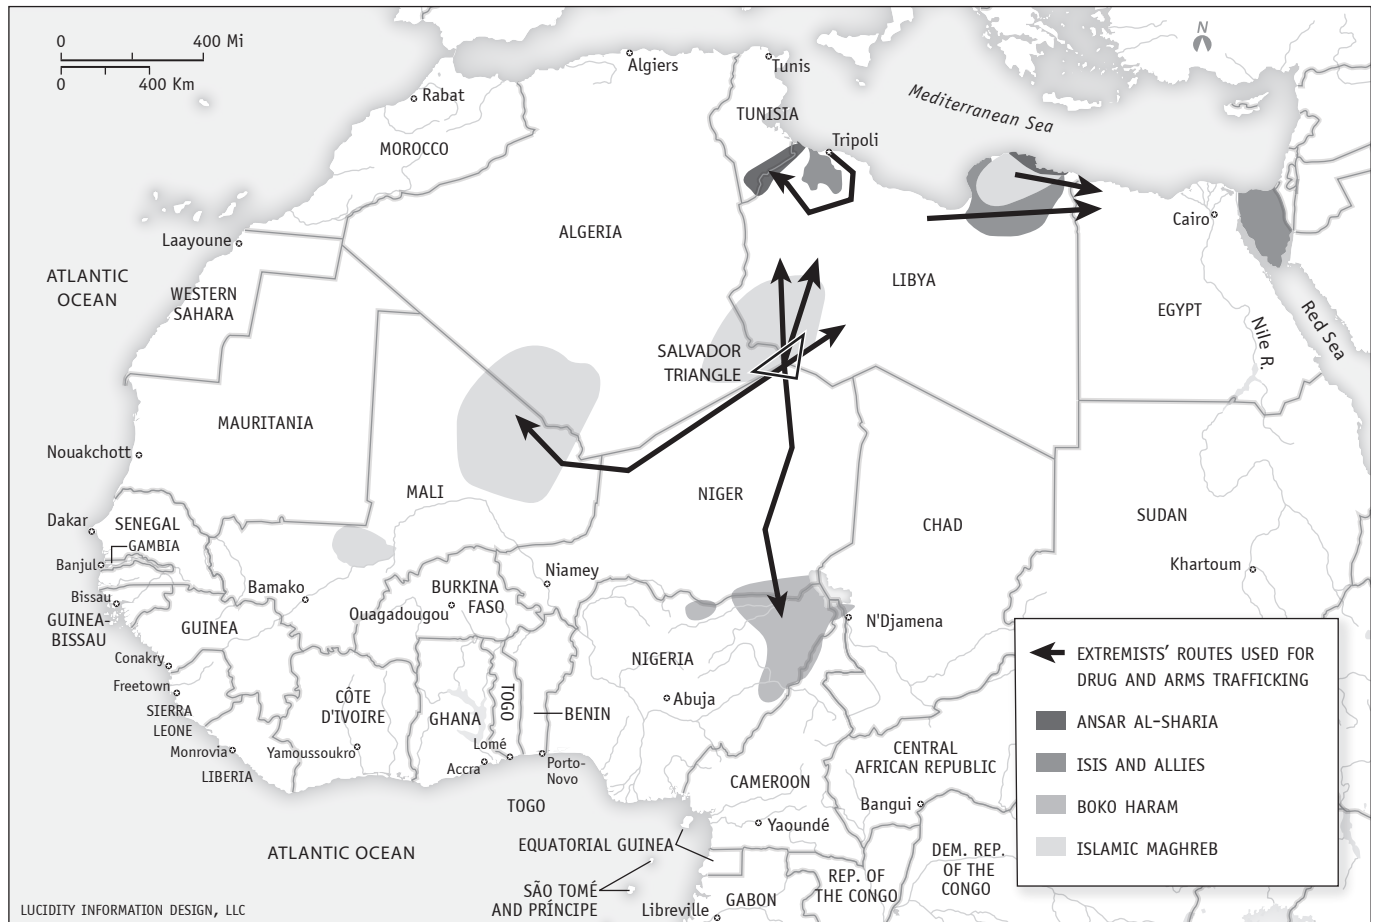 0 400 Mi
0 400 Km
N
Algiers
Tunis
Rabat
TUNISIA
Mediterranean Sea
Tripoli
MOROCCO
Cairo
ALGERIA
Laayoune
ATLANTIC
OCEAN
LIBYA
WESTERN
SAHARA
EGYPT
Nile R.
Red Sea
SALVADOR
TRIANGLE
MAURITANIA
Nouakchott
MALI
NIGER
Dakar
SENEGAL
CHAD
SUDAN
GAMBIA
Banjul
Khartoum
Niamey
Bamako
BURKINA
FASO
Bissau
Ouagadougou
GUINEA-
BISSAU
GUINEA
N'Djamena
Conakry
NIGERIA
Freetown
CÔTE
D'IVOIRE
Abuja
SIERRA
LEONE
GHANA
TOGO
BENIN
Monrovia
Yamoussoukro
Lomé
Accra
Porto-
Novo
LIBERIA
CENTRAL
AFRICAN REPUBLIC
CAMEROON
TOGO
Bangui
Yaoundé
EQUATORIAL GUINEA
ATLANTIC OCEAN
DEM. REP.
OF THE
CONGO
REP. OF
THE CONGO
SÃO TOMÉ
AND PRÍNCIPE
GABON
Libreville
EXTREMISTS' ROUTES USED FOR
DRUG AND ARMS TRAFFICKING
ANSAR AL-SHARIA
ISIS AND ALLIES
BOKO HARAM
ISLAMIC MAGHREB
LUCIDITY INFORMATION DESIGN, LLC